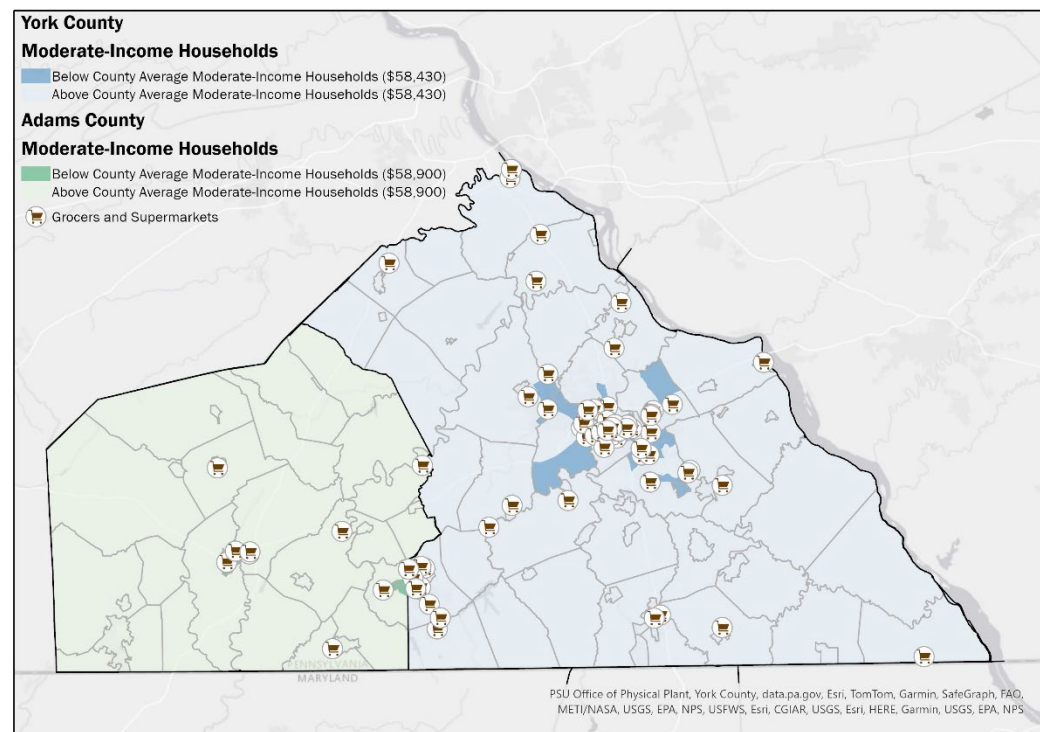 York County
Moderate-Income Households
Below County Average Moderate-Income Households ($58,430)
Above County Average Moderate-Income Households ($58,430)
Adams County
Moderate-Income Households
Below County Average Moderate-Income Households ($58,900)
Above County Average Moderate-Income Households ($58,900)
Grocers and Supermarkets
PENNSYLVANIA
MARYLAND
PSU Office of Physical Plant, York County, data.pa.gov, Esri, TomTom, Garmin, SafeGraph, FAO,
METI/NASA, USGS, EPA, NPS, USFWS, Esri, CGIAR, USGS, Esri, HERE, Garmin, USGS, EPA, NPS